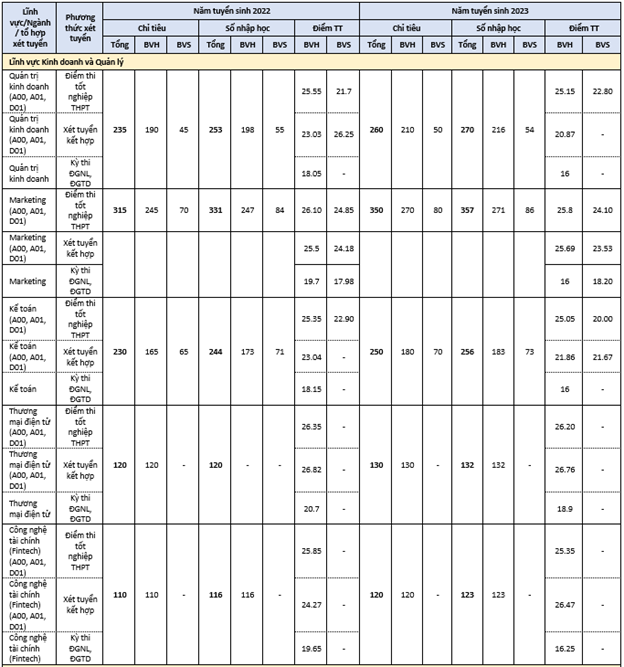 Lĩnh vực/Ngành / tổ hợp xét tuyển | Phương thức xét tuyển | Năm tuyển sinh 2022 | Năm tuyển sinh 2023
Chỉ tiêu | Số nhập học | Điểm TT | Chỉ tiêu | Số nhập học | Điểm TT
Tổng | BVH | BVS | Tổng | BVH | BVS | BVH | BVS | Tổng | BVH | BVS | Tổng | BVH | BVS | BVH | BVS
Lĩnh vực Kinh doanh và Quản lý
Quản trị kinh doanh (A00, A01, D01) | Điểm thi tốt nghiệp THPT | 25.55 | 21.7 | 25.15 | 22.80
Quản trị kinh doanh (A00, A01, D01) | Xét tuyển kết hợp | 235 | 190 | 45 | 253 | 198 | 55 | 23.03 | 26.25 | 260 | 210 | 50 | 270 | 216 | 54 | 20.87 | -
Quản trị kinh doanh | Kỳ thi ĐGNL, ĐGTD | 18.05 | - | 16 | -
Marketing (A00, A01, D01) | Điểm thi tốt nghiệp THPT | 315 | 245 | 70 | 331 | 247 | 84 | 26.10 | 24.85 | 350 | 270 | 80 | 357 | 271 | 86 | 25.8 | 24.10
Marketing (A00, A01, D01) | Xét tuyển kết hợp | 25.5 | 24.18 | 25.69 | 23.53
Marketing | Kỳ thi ĐGNL, ĐGTD | 19.7 | 17.98 | 16 | 18.20
Kế toán (A00, A01, D01) | Điểm thi tốt nghiệp THPT | 25.35 | 22.90 | 25.05 | 20.00
Kế toán (A00, A01, D01) | Xét tuyển kết hợp | 230 | 165 | 65 | 244 | 173 | 71 | 23.04 | - | 250 | 180 | 70 | 256 | 183 | 73 | 21.86 | 21.67
Kế toán | Kỳ thi ĐGNL, ĐGTD | 18.15 | - | 16 | -
Thương mại điện tử (A00, A01, D01) | Điểm thi tốt nghiệp THPT | 26.35 | - | 26.20 | -
Thương mại điện tử (A00, A01, D01) | Xét tuyển kết hợp | 120 | 120 | - | 120 | - | - | 26.82 | - | 130 | 130 | - | 132 | 132 | - | 26.76 | -
Thương mại điện tử | Kỳ thi ĐGNL, ĐGTD | 20.7 | - | 18.9 | -
Công nghệ tài chính (Fintech) (A00, A01, D01) | Điểm thi tốt nghiệp THPT | 25.85 | - | 25.35 | -
Công nghệ tài chính (Fintech) (A00, A01, D01) | Xét tuyển kết hợp | 110 | 110 | - | 116 | 116 | - | 24.27 | - | 120 | 120 | - | 123 | 123 | - | 26.47 | -
Công nghệ tài chính (Fintech) | Kỳ thi ĐGNL, ĐGTD | 19.65 | - | 16.25 | -